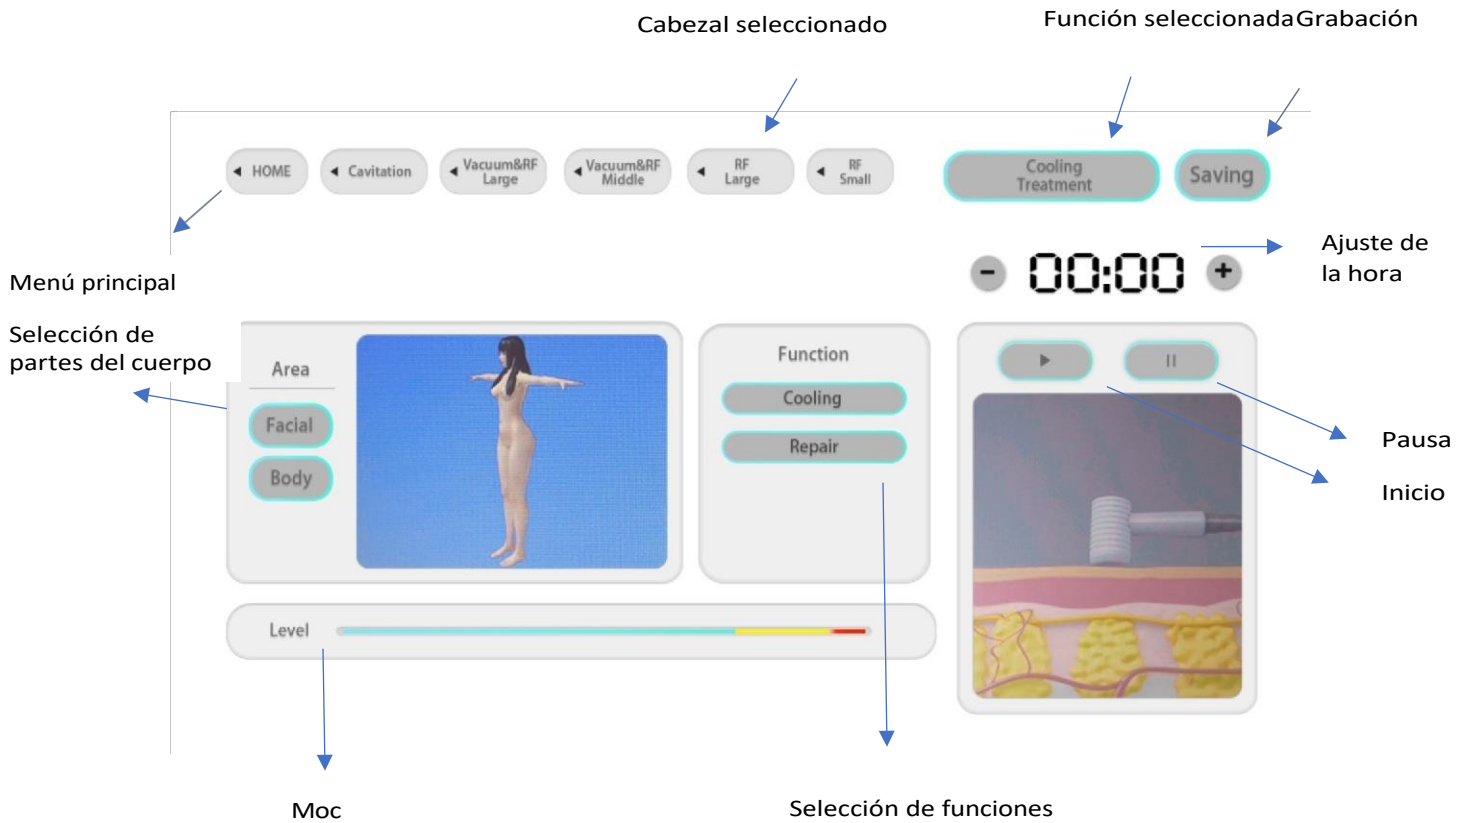 Cabezal seleccionado
Función seleccionada Grabación
HOME
Cavitation
Vacuum&RF
Large
Vacuum&RF
Middle
RF
Large
RF
Small
Cooling
Treatment
Saving
Menú principal
00:00
Ajuste de
la hora
Selección de
partes del cuerpo
Area
Facial
Body
Function
Cooling
Repair
Pausa
Inicio
Level
Moc
Selección de funciones